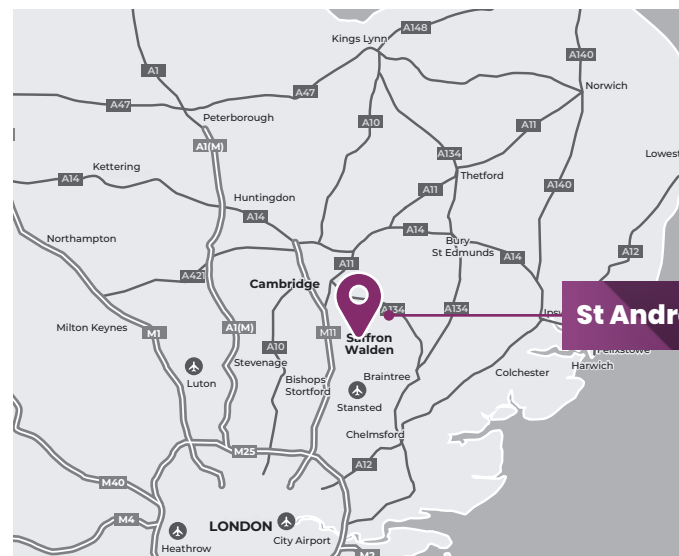 A148
Kings Lynn
A140
A1
A47
A47
Norwich
Peterborough
A10
A11
A1(M)
A134
Lowest
Kettering
Thetford
A14
A11
A140
Huntingdon
A14
A14
Northampton
Bury
St Edmunds
A14
A12
A11
A421
Cambridge
A134
A134
St Andr
Milton Keynes
M1
A1(M)
M11
Saffron
Walden
A10
Stevenage
Felixstowe
Harwich
Luton
Bishops
Stortford
Braintree
Colchester
Stansted
Chelmsford
M25
A12
M40
M4
LONDON
City Airport
Heathrow